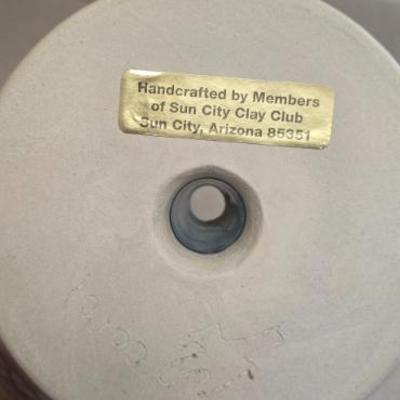 Handcrafted by Members
of Sun City Clay Club
Sun City, Arizona 85351